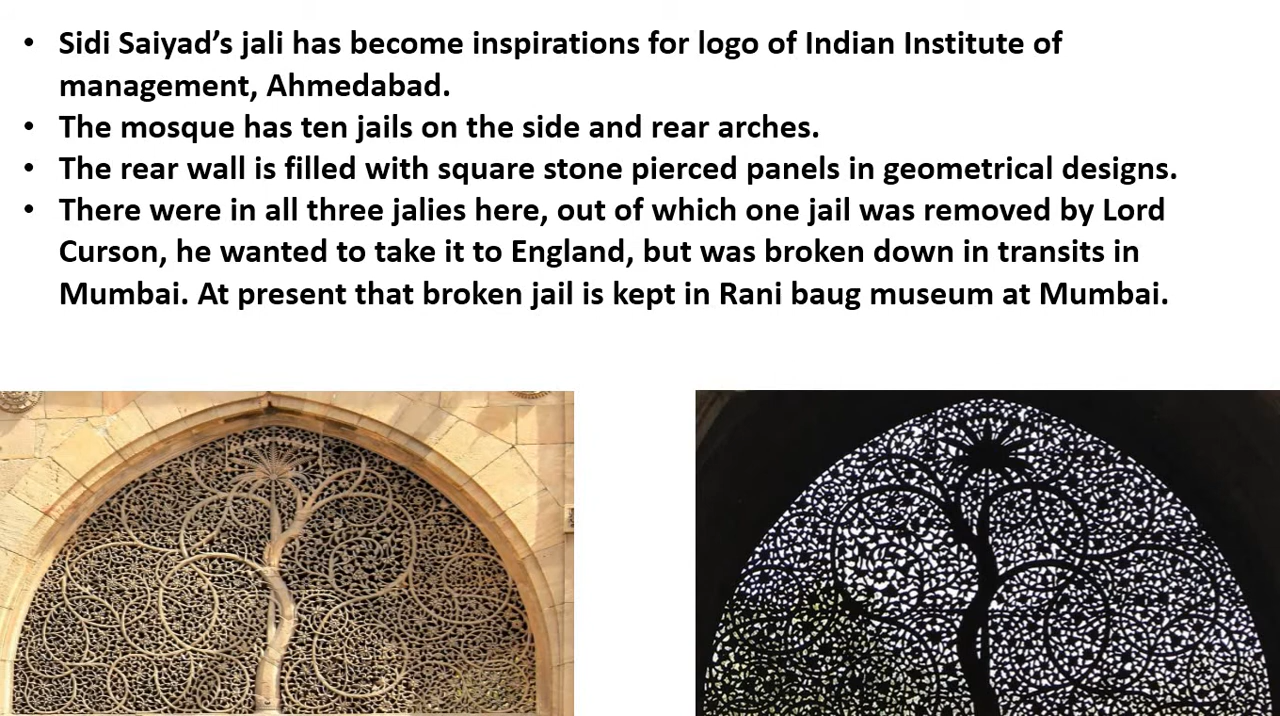 • Sidi Saiyad’s jali has become inspirations for logo of Indian Institute of
management, Ahmedabad.
• The mosque has ten jails on the side and rear arches.
• The rear wall is filled with square stone pierced panels in geometrical designs.
• There were in all three jalies here, out of which one jail was removed by Lord
Curson, he wanted to take it to England, but was broken down in transits in
Mumbai. At present that broken jail is kept in Rani baug museum at Mumbai.